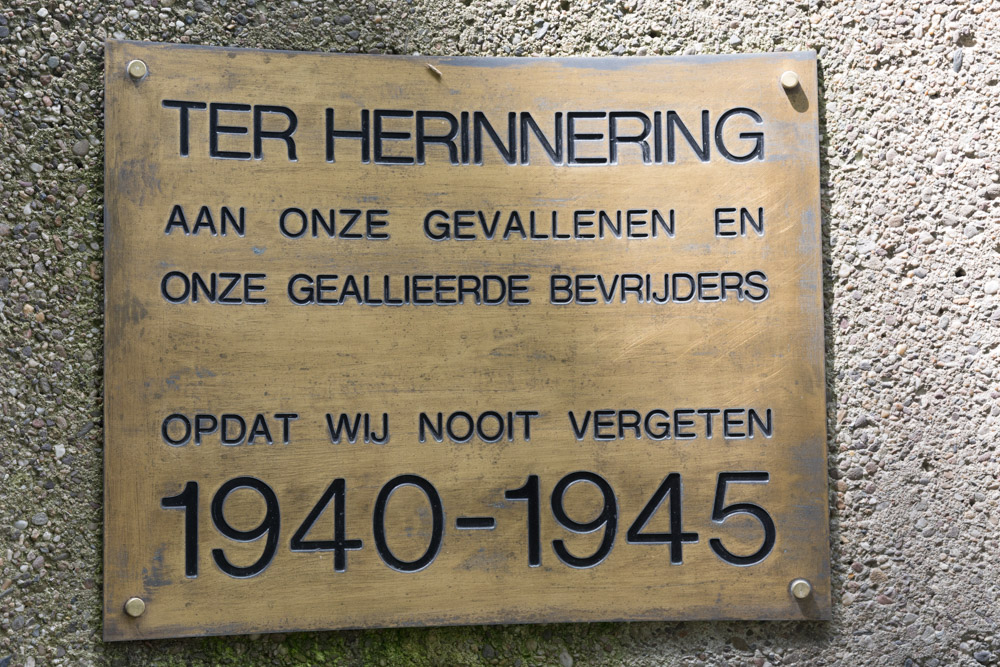 TER HERINNERING
AAN ONZE GEVALLENEN EN
ONZE GEALLIEERDE BEVRIJDERS
OPDAT WIJ NOOIT VERGETEN
1940-1945